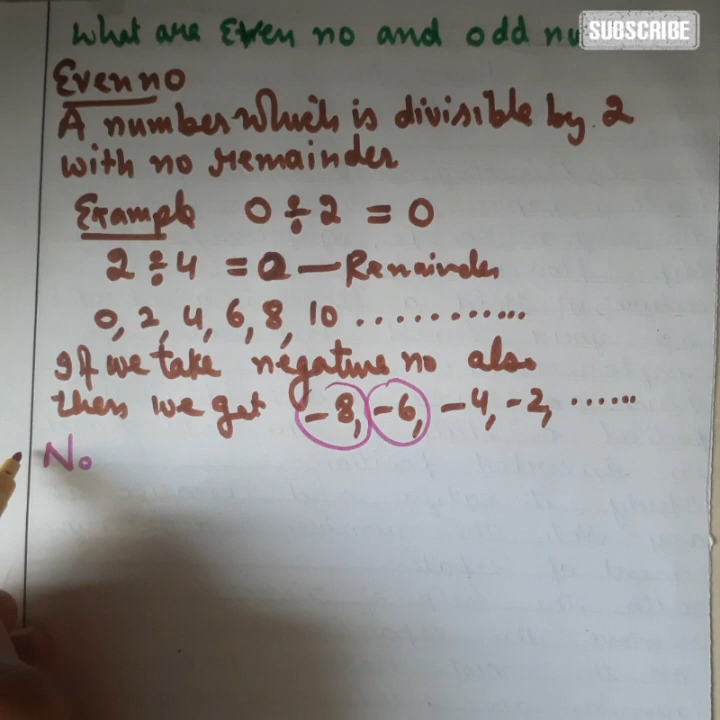 What are Even no and odd nu
SUBSCRIBE
Even no
A number which is divisible by 2
with no remainder
Example 0 ÷ 2 = 0
2 ÷ 4 = 0 — Remainder
0, 2, 4, 6, 8, 10 ............
If we take negative no also
then we get -8, -6, -4, -2, ......
No